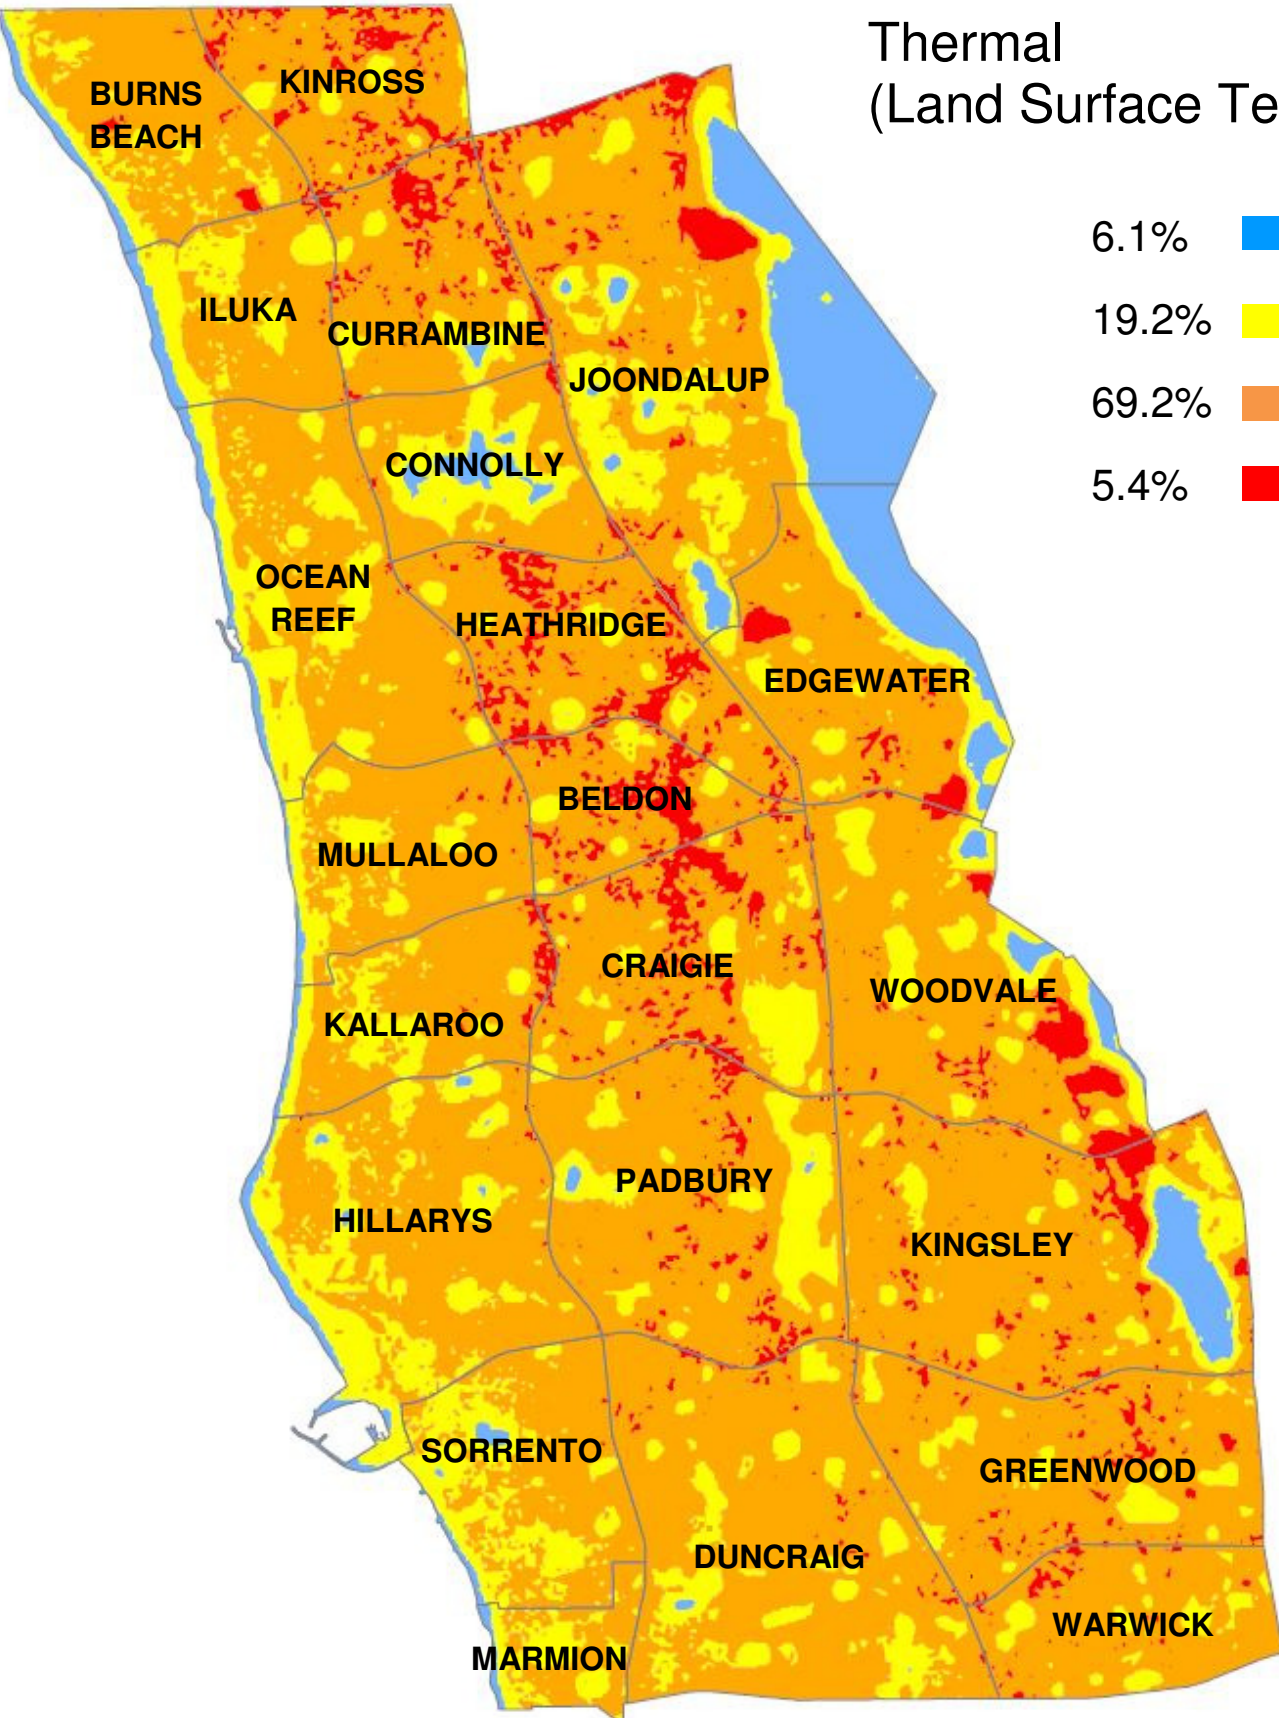 Thermal
(Land Surface Te
6.1%
19.2%
69.2%
5.4%
BURNS
BEACH
KINROSS
ILUKA
CURRAMBINE
JOONDALUP
CONNOLLY
OCEAN
REEF
HEATHRIDGE
EDGEWATER
BELDON
MULLALOO
CRAIGIE
WOODVALE
KALLAROO
PADBURY
HILLARYS
KINGSLEY
SORRENTO
GREENWOOD
DUNCRAIG
WARWICK
MARMION